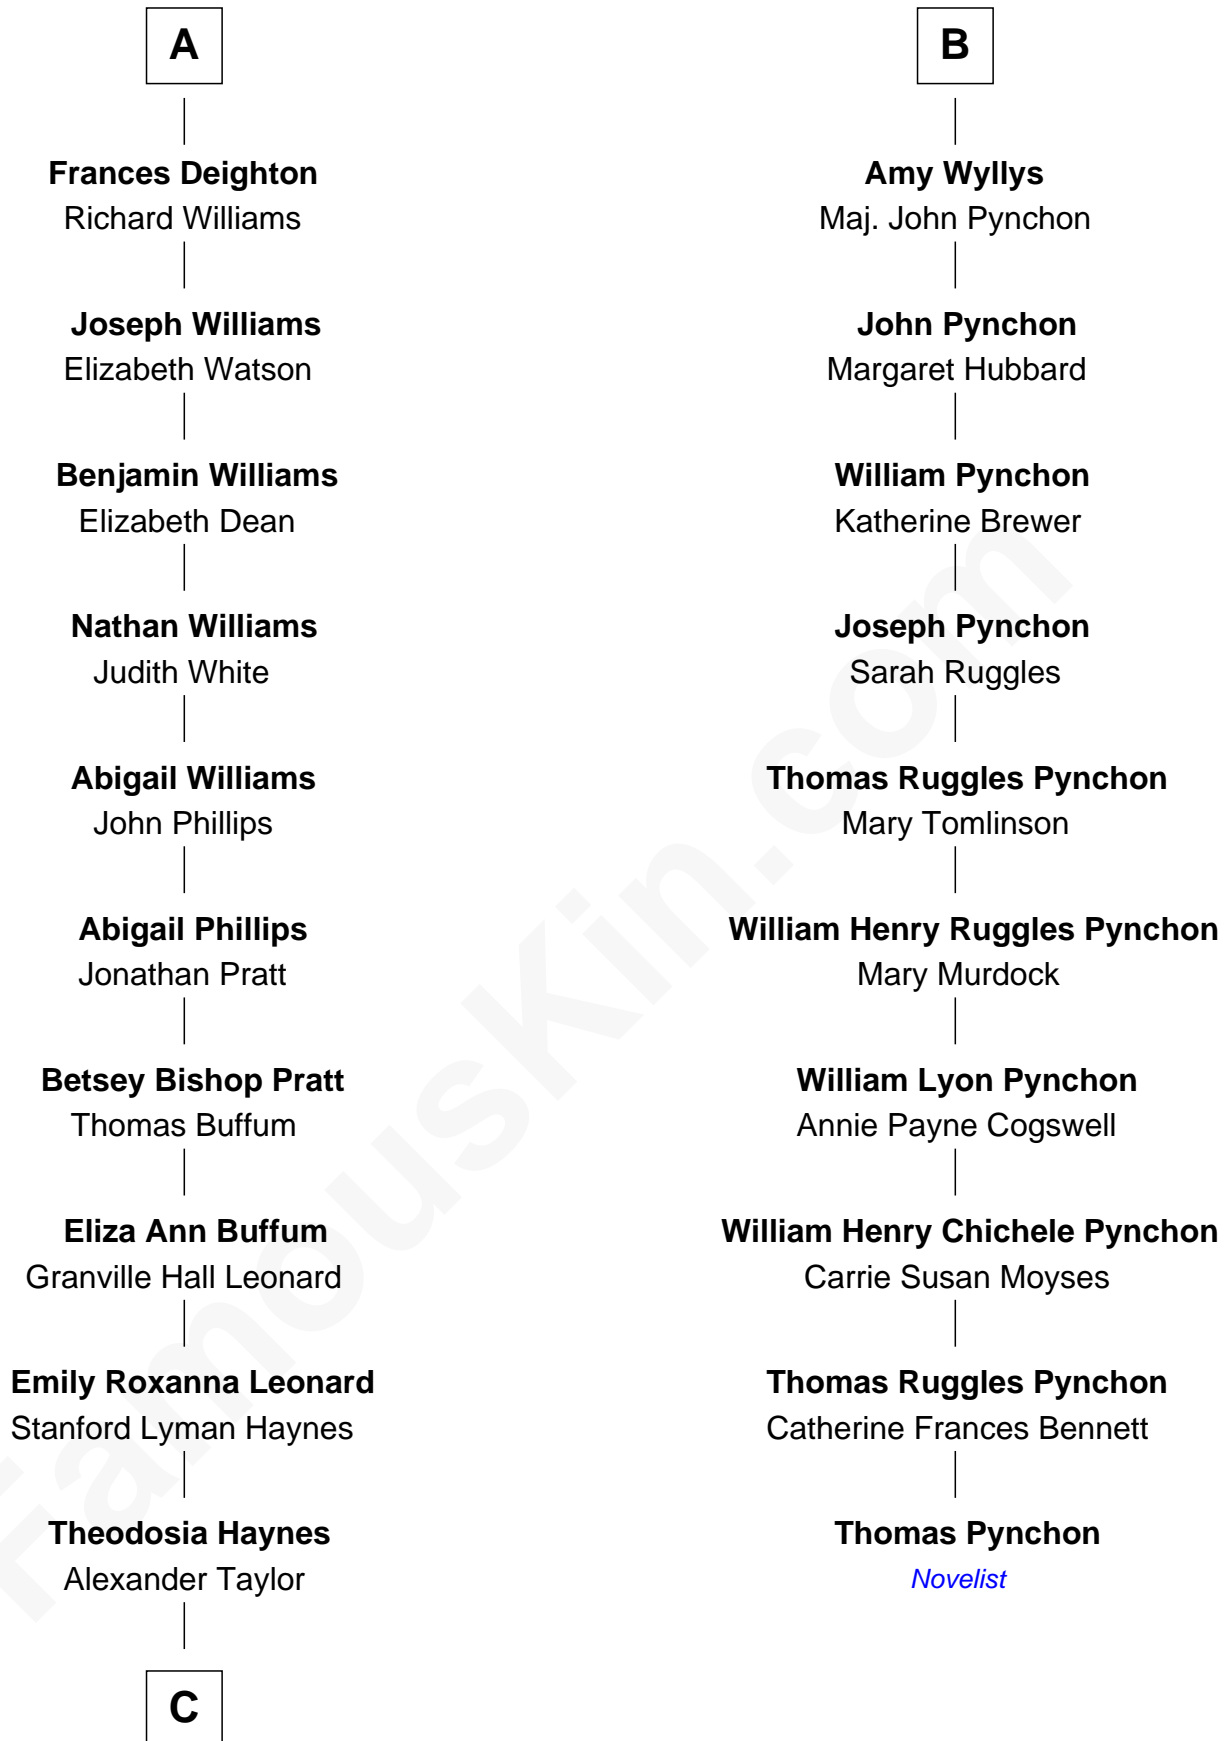 A
Frances Deighton
Richard Williams
Joseph Williams
Elizabeth Watson
Benjamin Williams
Elizabeth Dean
Nathan Williams
Judith White
Abigail Williams
John Phillips
Abigail Phillips
Jonathan Pratt
Betsey Bishop Pratt
Thomas Buffum
Eliza Ann Buffum
Granville Hall Leonard
Emily Roxanna Leonard
Stanford Lyman Haynes
Theodosia Haynes
Alexander Taylor
C
B
Amy Wyllys
Maj. John Pynchon
John Pynchon
Margaret Hubbard
William Pynchon
Katherine Brewer
Joseph Pynchon
Sarah Ruggles
Thomas Ruggles Pynchon
Mary Tomlinson
William Henry Ruggles Pynchon
Mary Murdock
William Lyon Pynchon
Annie Payne Cogswell
William Henry Chichele Pynchon
Carrie Susan Moyses
Thomas Ruggles Pynchon
Catherine Frances Bennett
Thomas Pynchon
Novelist
FamousKin.com